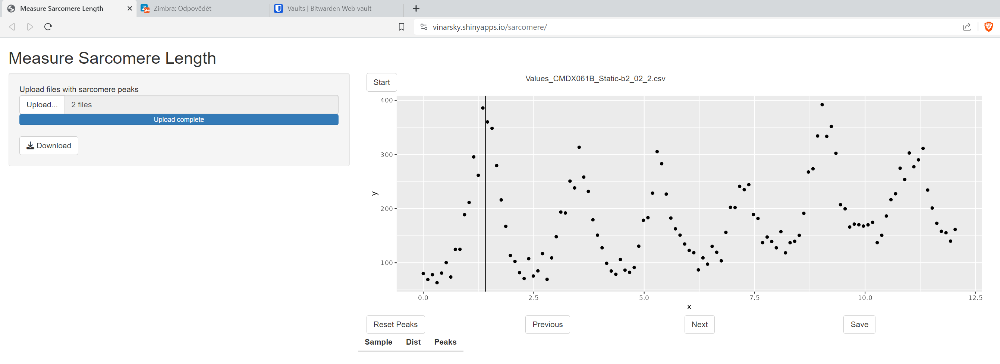 Measure Sarcomere Length
Zimbra: Odpovědět
Vaults | Bitwarden Web vault
vinarsky.shinyapps.io/sarcomere/
Measure Sarcomere Length
Upload files with sarcomere peaks
Upload... 2 files
Upload complete
Download
Start
Values_CMDX061B_Static-b2_02_2.csv
400
300
200
100
y
0.0 2.5 5.0 7.5 10.0 12.5
x
Reset Peaks Previous Next Save
Sample Dist Peaks